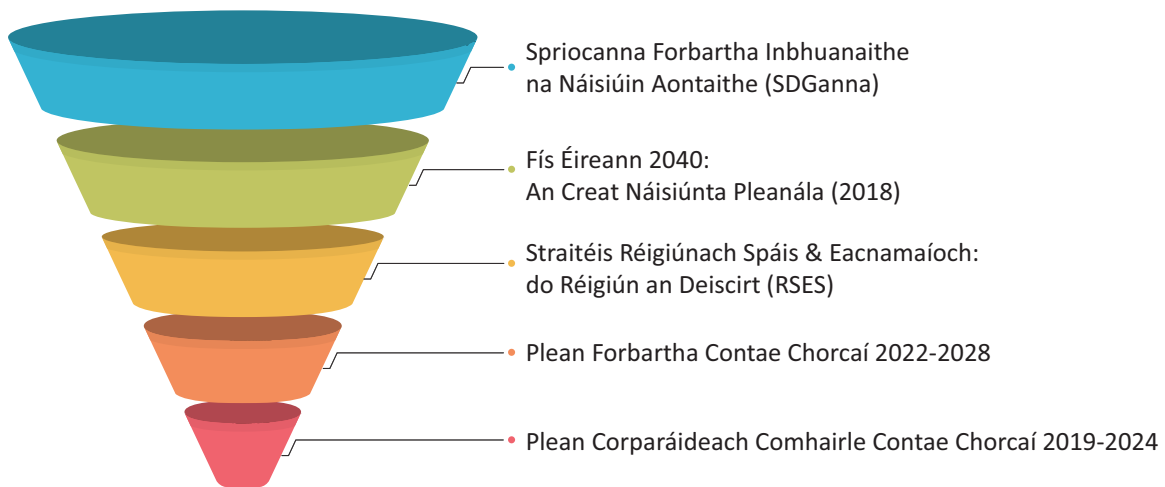 Spriocanna Forbartha Inbhuanaithe
na Náisiún Aontaithe (SDGanna)
Fís Éireann 2040:
An Creat Náisiúnta Pleanála (2018)
Straitéis Réigiúnach Spáis & Eacnamaíoch:
do Réigiún an Deiscirt (RSES)
Plean Forbartha Contae Chorcaí 2022-2028
Plean Corparáideach Comhairle Contae Chorcaí 2019-2024